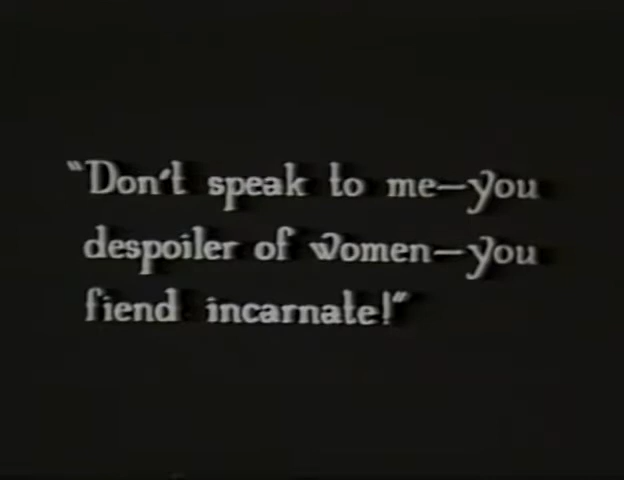 "Don't speak to me—you
despoiler of women—you
fiend incarnate!"